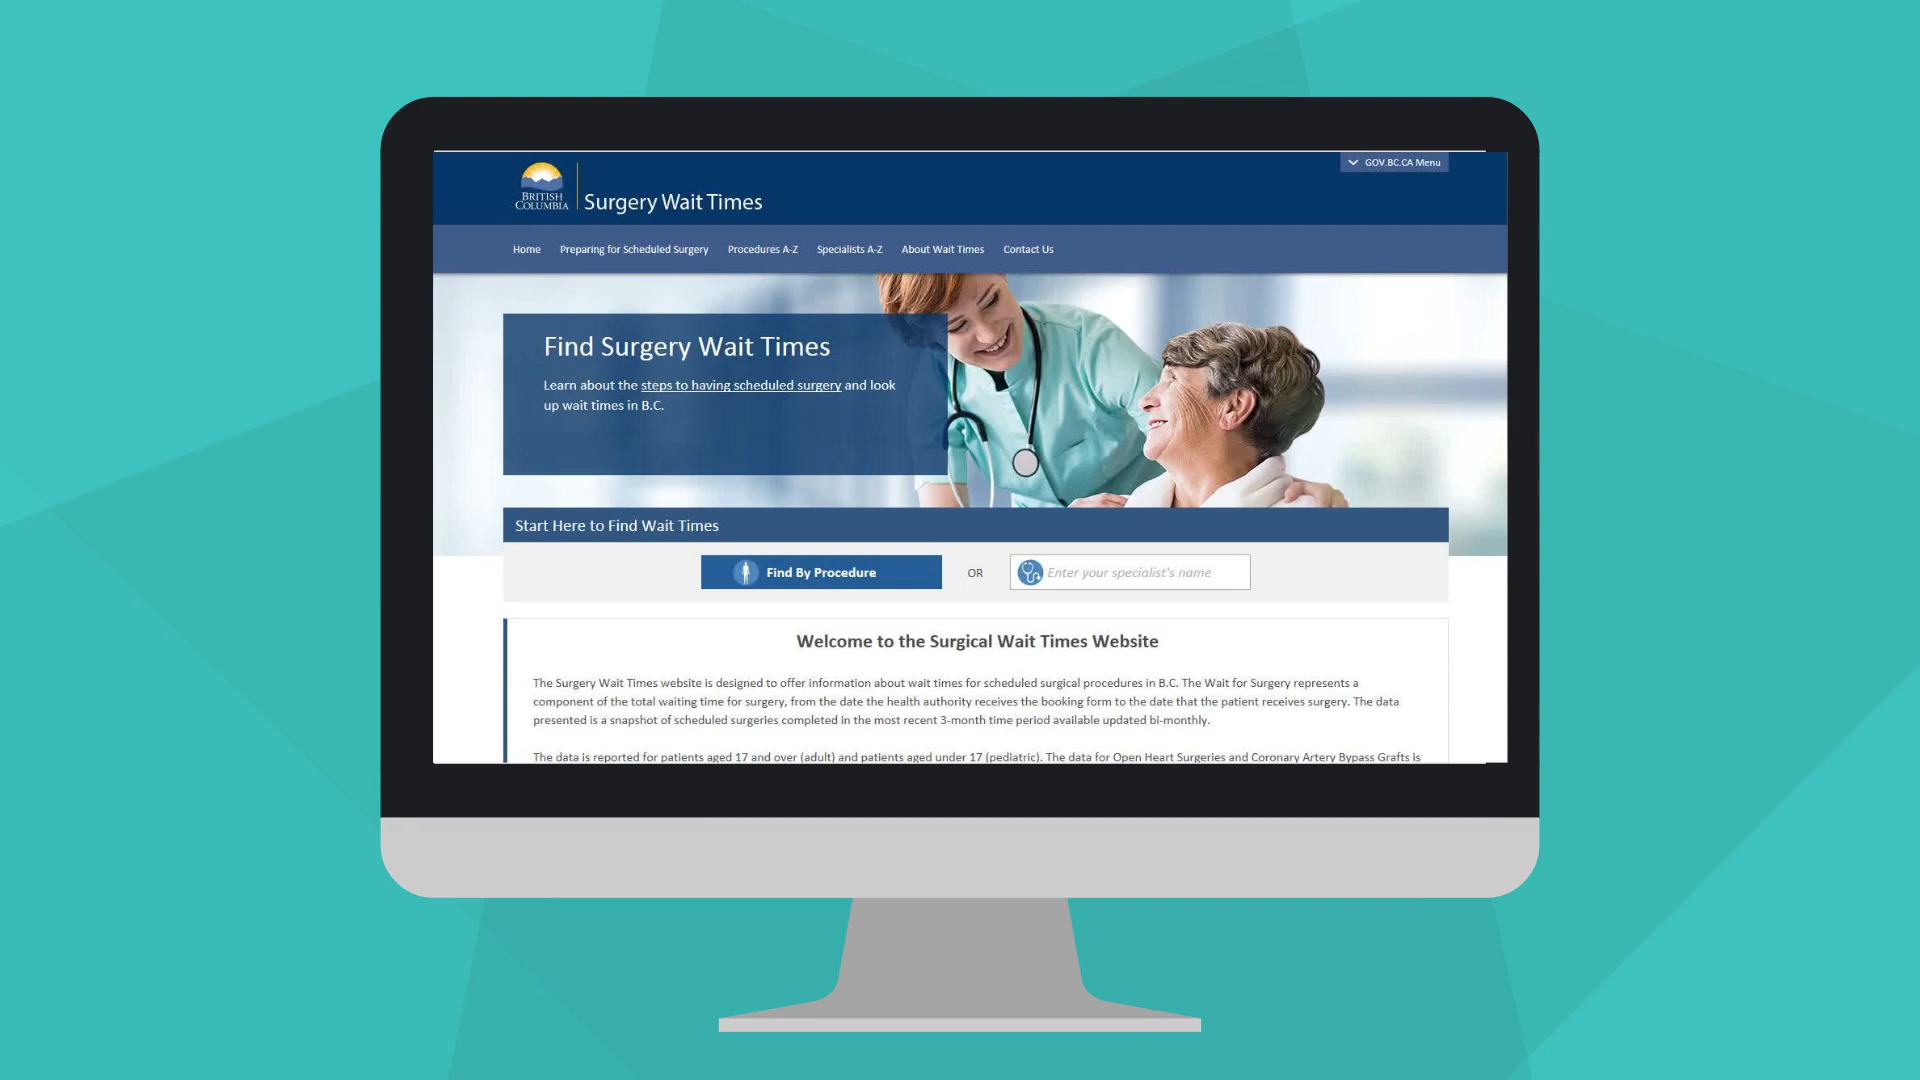 GOV.BC.CA Menu
BRITISH
COLUMBIA
Surgery Wait Times
Home Preparing for Scheduled Surgery Procedures A-Z Specialists A-Z About Wait Times Contact Us
Find Surgery Wait Times
Learn about the steps to having scheduled surgery and look
up wait times in B.C.
Start Here to Find Wait Times
Find By Procedure OR Enter your specialist's name
Welcome to the Surgical Wait Times Website
The Surgery Wait Times website is designed to offer information about wait times for scheduled surgical procedures in B.C. The Wait for Surgery represents a
component of the total waiting time for surgery, from the date the health authority receives the booking form to the date that the patient receives surgery. The data
presented is a snapshot of scheduled surgeries completed in the most recent 3-month time period available updated bi-monthly.
The data is reported for patients aged 17 and over (adult) and patients aged under 17 (pediatric). The data for Open Heart Surgeries and Coronary Artery Bypass Grafts is